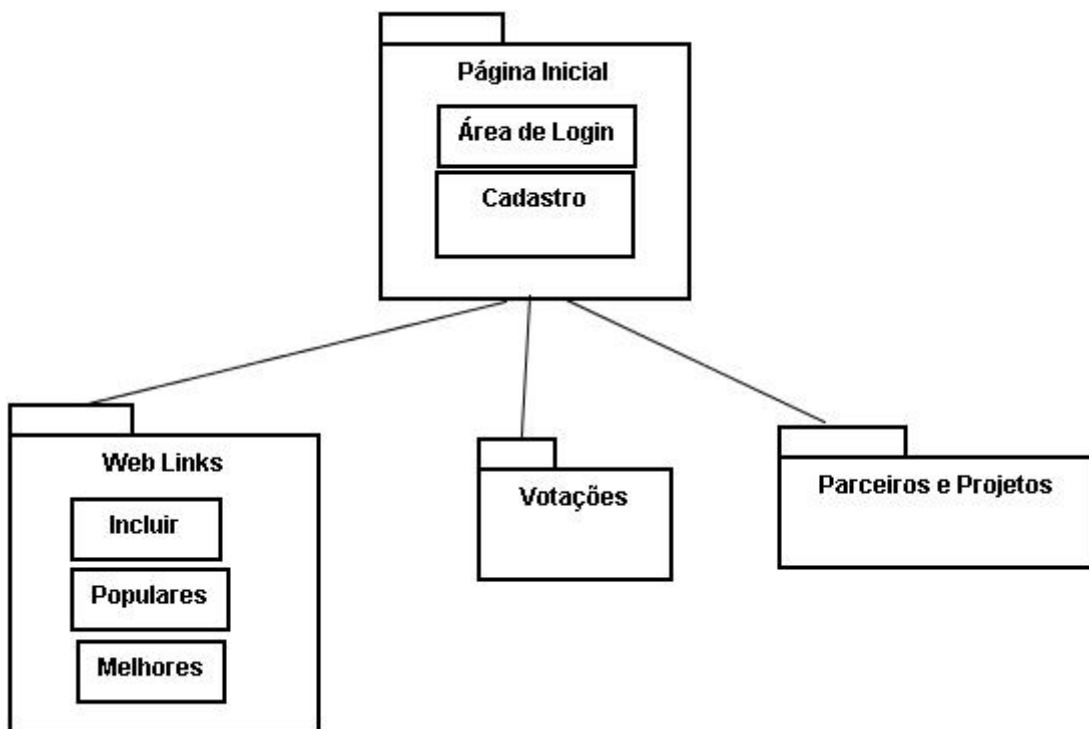 Página Inicial
Área de Login
Cadastro
Web Links
Incluir
Populares
Melhores
Votações
Parceiros e Projetos